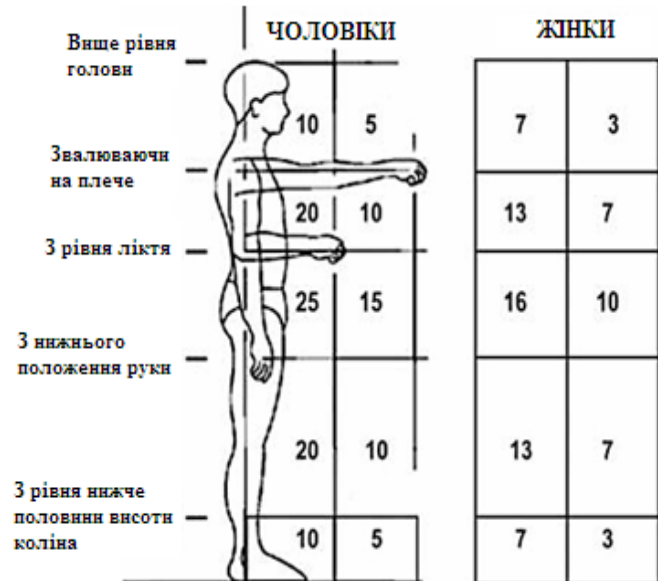 ЧОЛОВІКИ ЖІНКИ
Вище рівня
голови
10 5 7 3
Звалюваючи
на плече
20 10 13 7
З рівня ліктя
25 15 16 10
З нижнього
положення руки
20 10 13 7
З рівня нижче
половини висоти
коліна
10 5 7 3